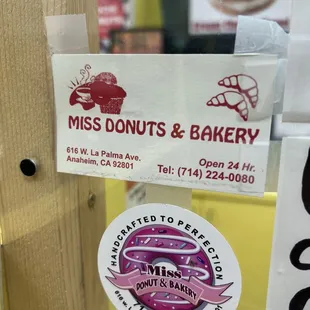 MISS DONUTS & BAKERY
616 W. La Palma Ave.
Anaheim, CA 92801
Open 24 Hr.
Tel: (714) 224-0080
HANDCRAFTED TO PERFECTION
Miss
DONUT & BAKERY
616 W.